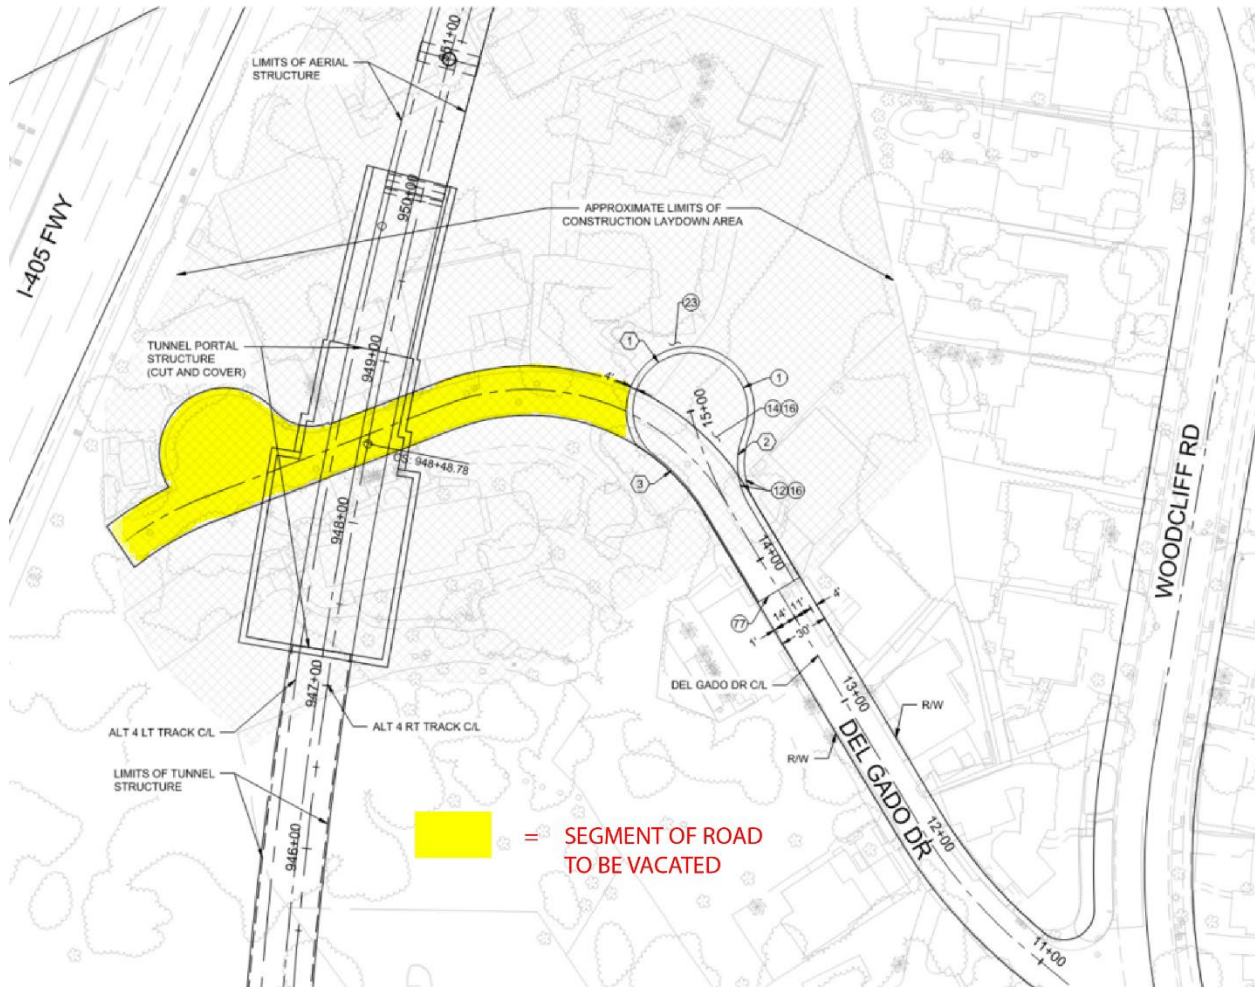 951+00
LIMITS OF AERIAL
STRUCTURE
950+00
APPROXIMATE LIMITS OF
CONSTRUCTION LAYDOWN AREA
I-405 FWY
23
1
TUNNEL PORTAL
STRUCTURE
(CUT AND COVER)
949+00
4'
1
15+00
14 16
2
CS: 948+48.78
12 16
3
948+00
WOODCLIFF RD
14+00
77
1'
14'
11'
4'
30'
DEL GADO DR C/L
947+00
13+00
R/W
ALT 4 LT TRACK C/L
ALT 4 RT TRACK C/L
R/W
DEL GADO DR
LIMITS OF TUNNEL
STRUCTURE
946+00
12+00
= SEGMENT OF ROAD
TO BE VACATED
11+00